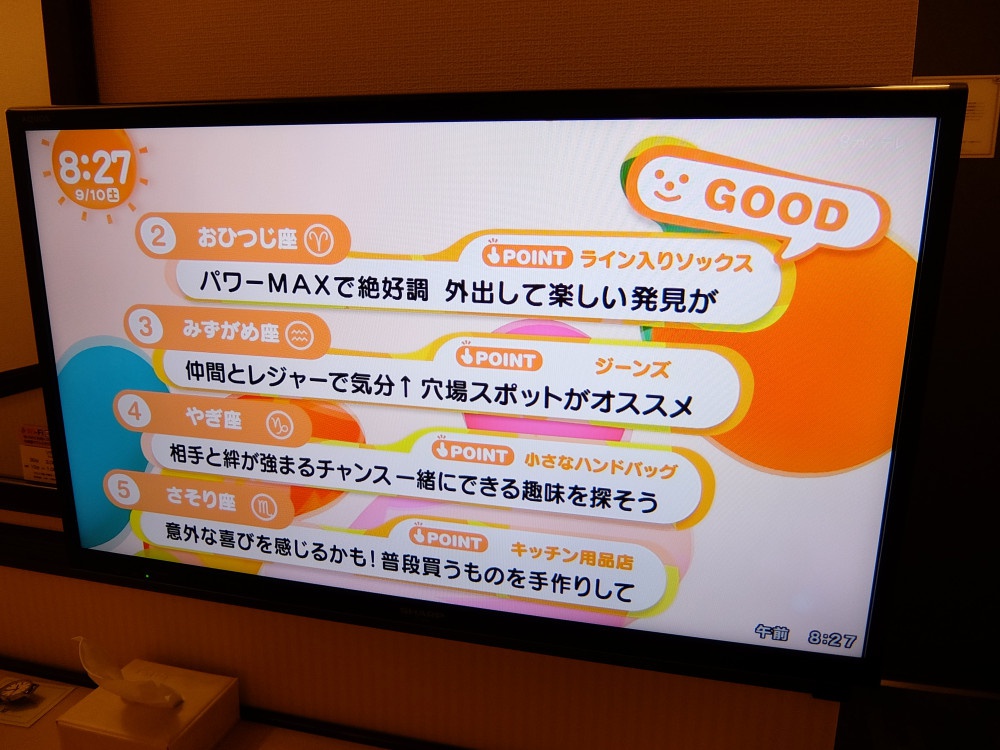 8:27
9/10土
GOOD
2 おひつじ座
POINT ライン入りソックス
パワーMAXで絶好調 外出して楽しい発見が
3 みずがめ座
POINT ジーンズ
仲間とレジャーで気分↑ 穴場スポットがオススメ
4 やぎ座
POINT 小さなハンドバッグ
相手と絆が強まるチャンス 一緒にできる趣味を探そう
5 さそり座
POINT キッチン用品店
意外な喜びを感じるかも!普段買うものを手作りして
午前 8:27